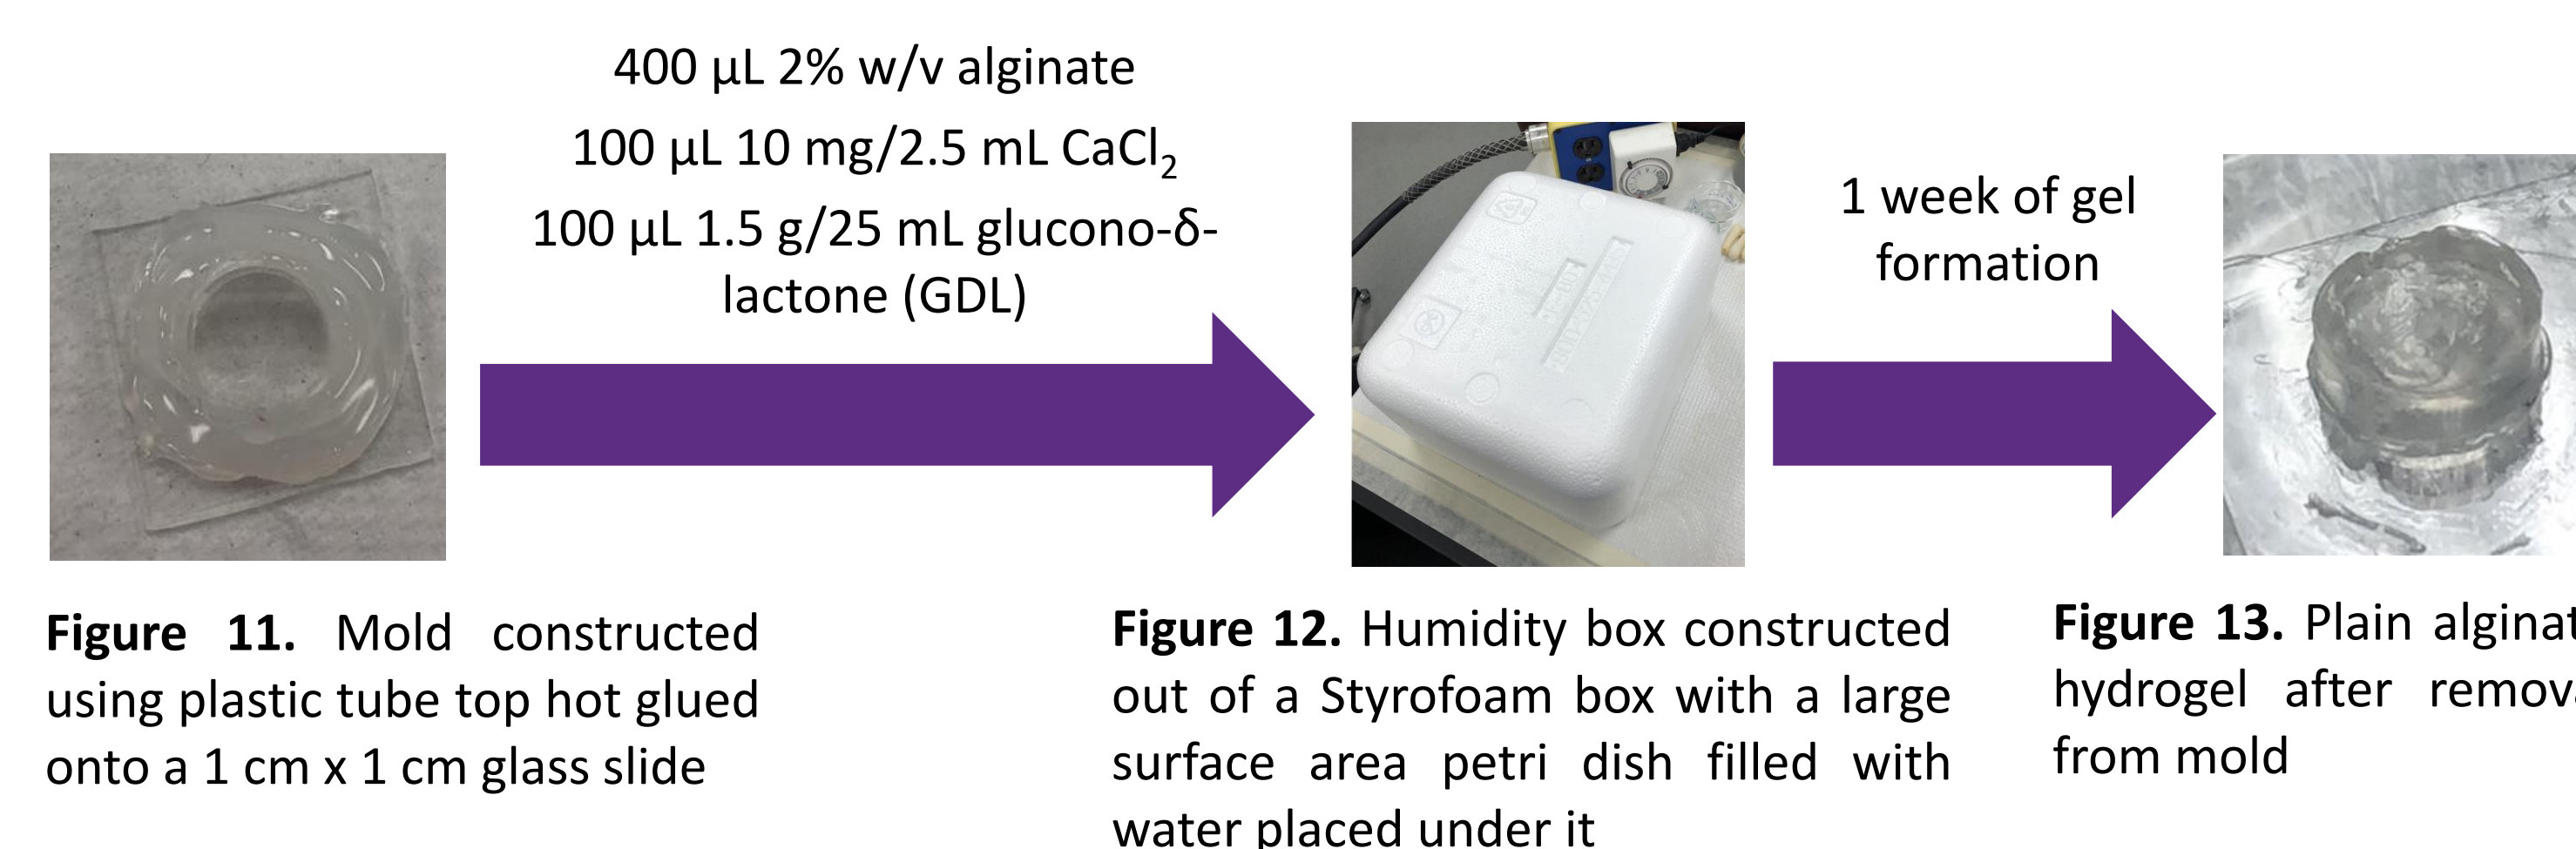 400 µL 2% w/v alginate
100 µL 10 mg/2.5 mL CaCl₂
100 µL 1.5 g/25 mL glucono-δ-
lactone (GDL)
1 week of gel
formation
Figure 11. Mold constructed
using plastic tube top hot glued
onto a 1 cm x 1 cm glass slide
Figure 12. Humidity box constructed
out of a Styrofoam box with a large
surface area petri dish filled with
water placed under it
Figure 13. Plain alginat
hydrogel after remov
from mold